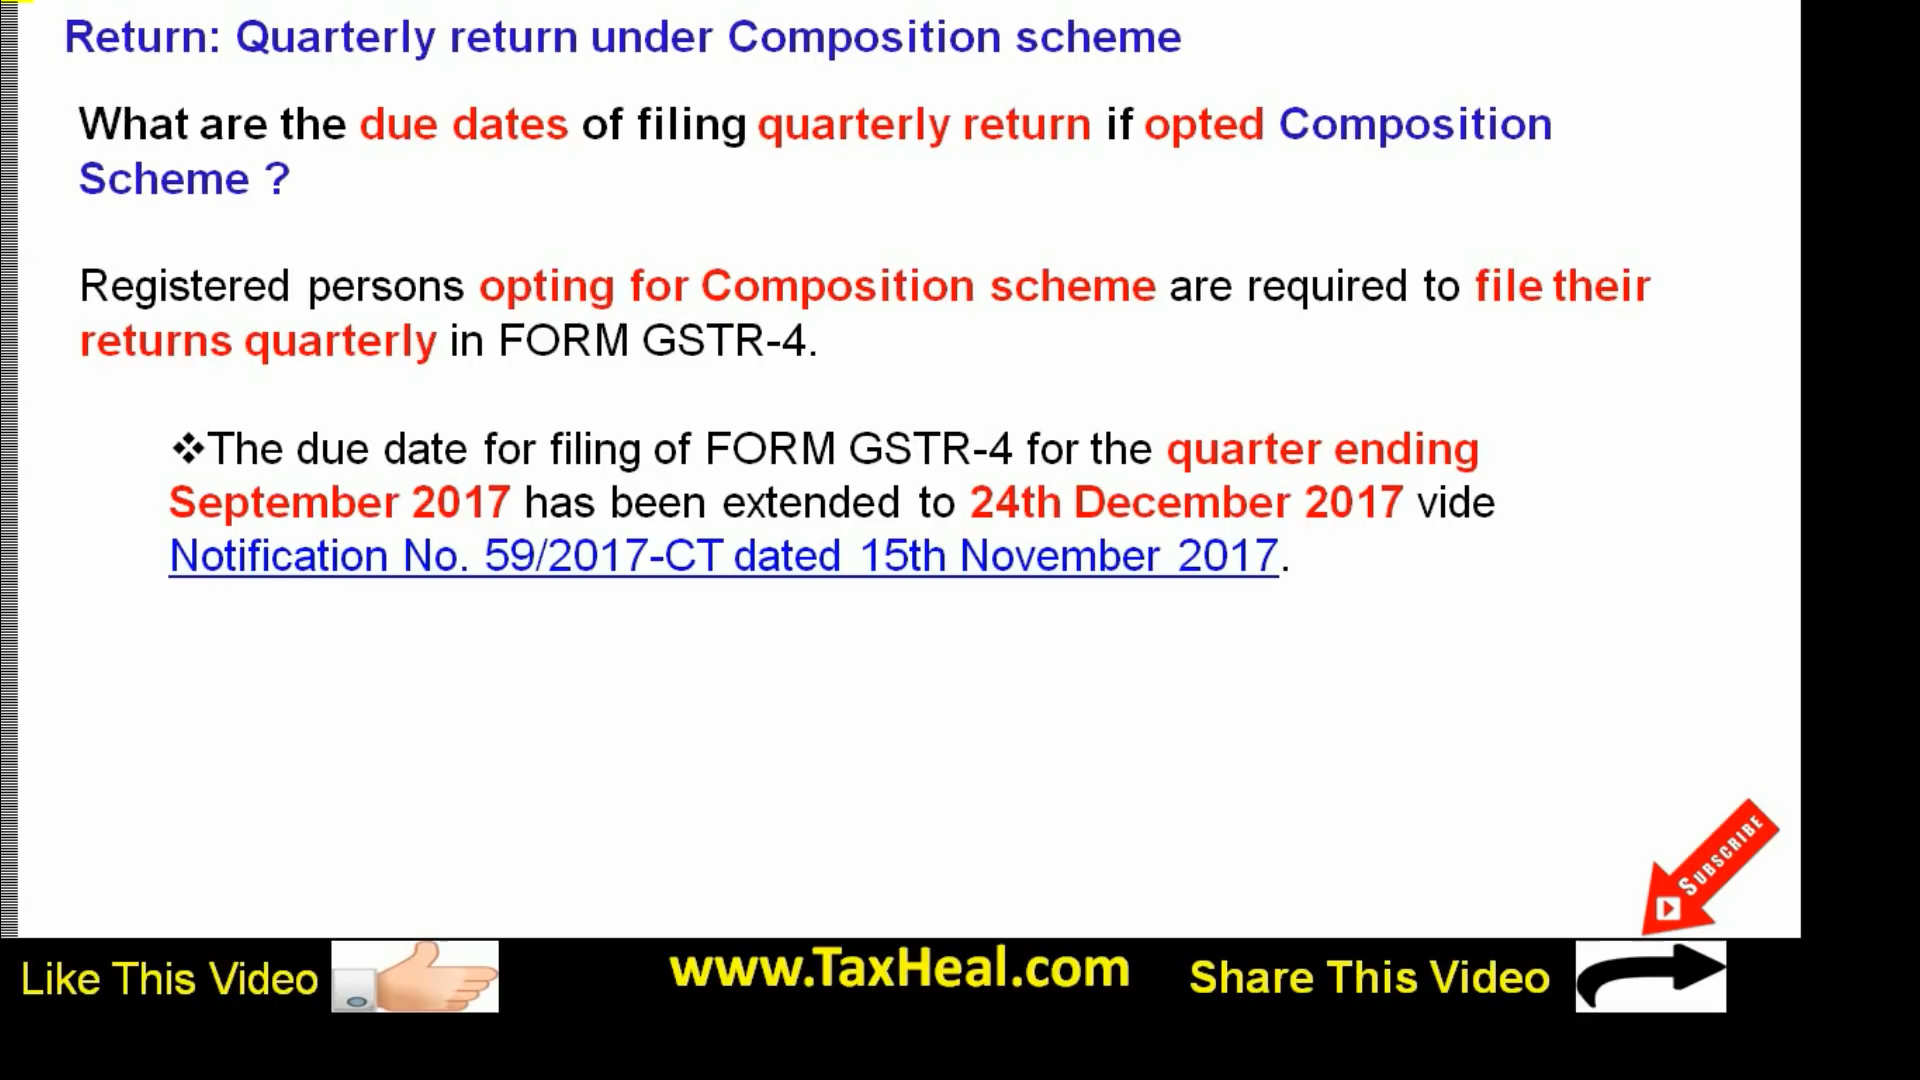 Return: Quarterly return under Composition scheme
What are the due dates of filing quarterly return if opted Composition
Scheme ?
Registered persons opting for Composition scheme are required to file their
returns quarterly in FORM GSTR-4.
❖The due date for filing of FORM GSTR-4 for the quarter ending
September 2017 has been extended to 24th December 2017 vide
Notification No. 59/2017-CT dated 15th November 2017.
SUBSCRIBE
Like This Video
www.TaxHeal.com
Share This Video